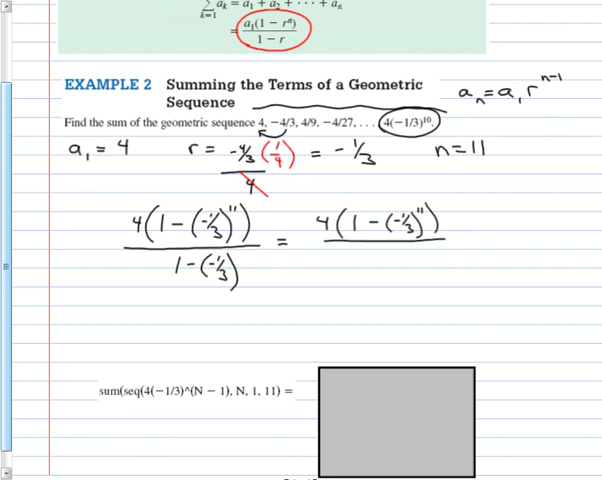 ∑ aₖ = a₁ + a₂ + · · · + aₙ
k=1
= a₁(1 − rⁿ) / (1 − r)
EXAMPLE 2 Summing the Terms of a Geometric
Sequence
aₙ = a₁ rⁿ⁻¹
Find the sum of the geometric sequence 4, −4/3, 4/9, −4/27, . . . 4(−1/3)¹⁰.
a₁ = 4 r = (−4/3)/4 (1/4) = −1/3 n = 11
4(1 − (−1/3)¹¹) / (1 − (−1/3)) = 4(1 − (−1/3)¹¹)
sum(seq(4(−1/3)^(N − 1), N, 1, 11) =